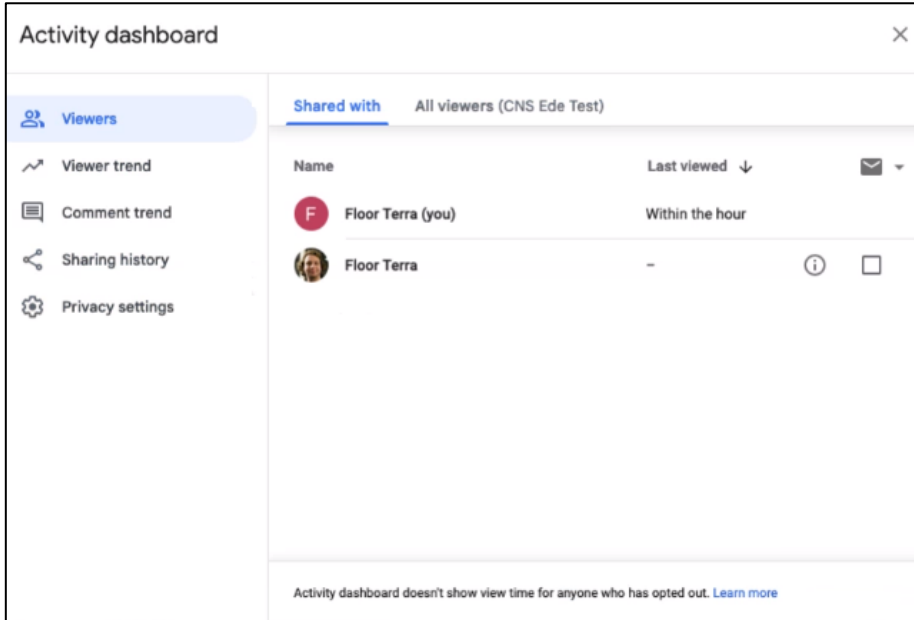 Activity dashboard
Viewers
Viewer trend
Comment trend
Sharing history
Privacy settings
Shared with All viewers (CNS Ede Test)
Name Last viewed
F Floor Terra (you) Within the hour
Floor Terra –
Activity dashboard doesn't show view time for anyone who has opted out. Learn more